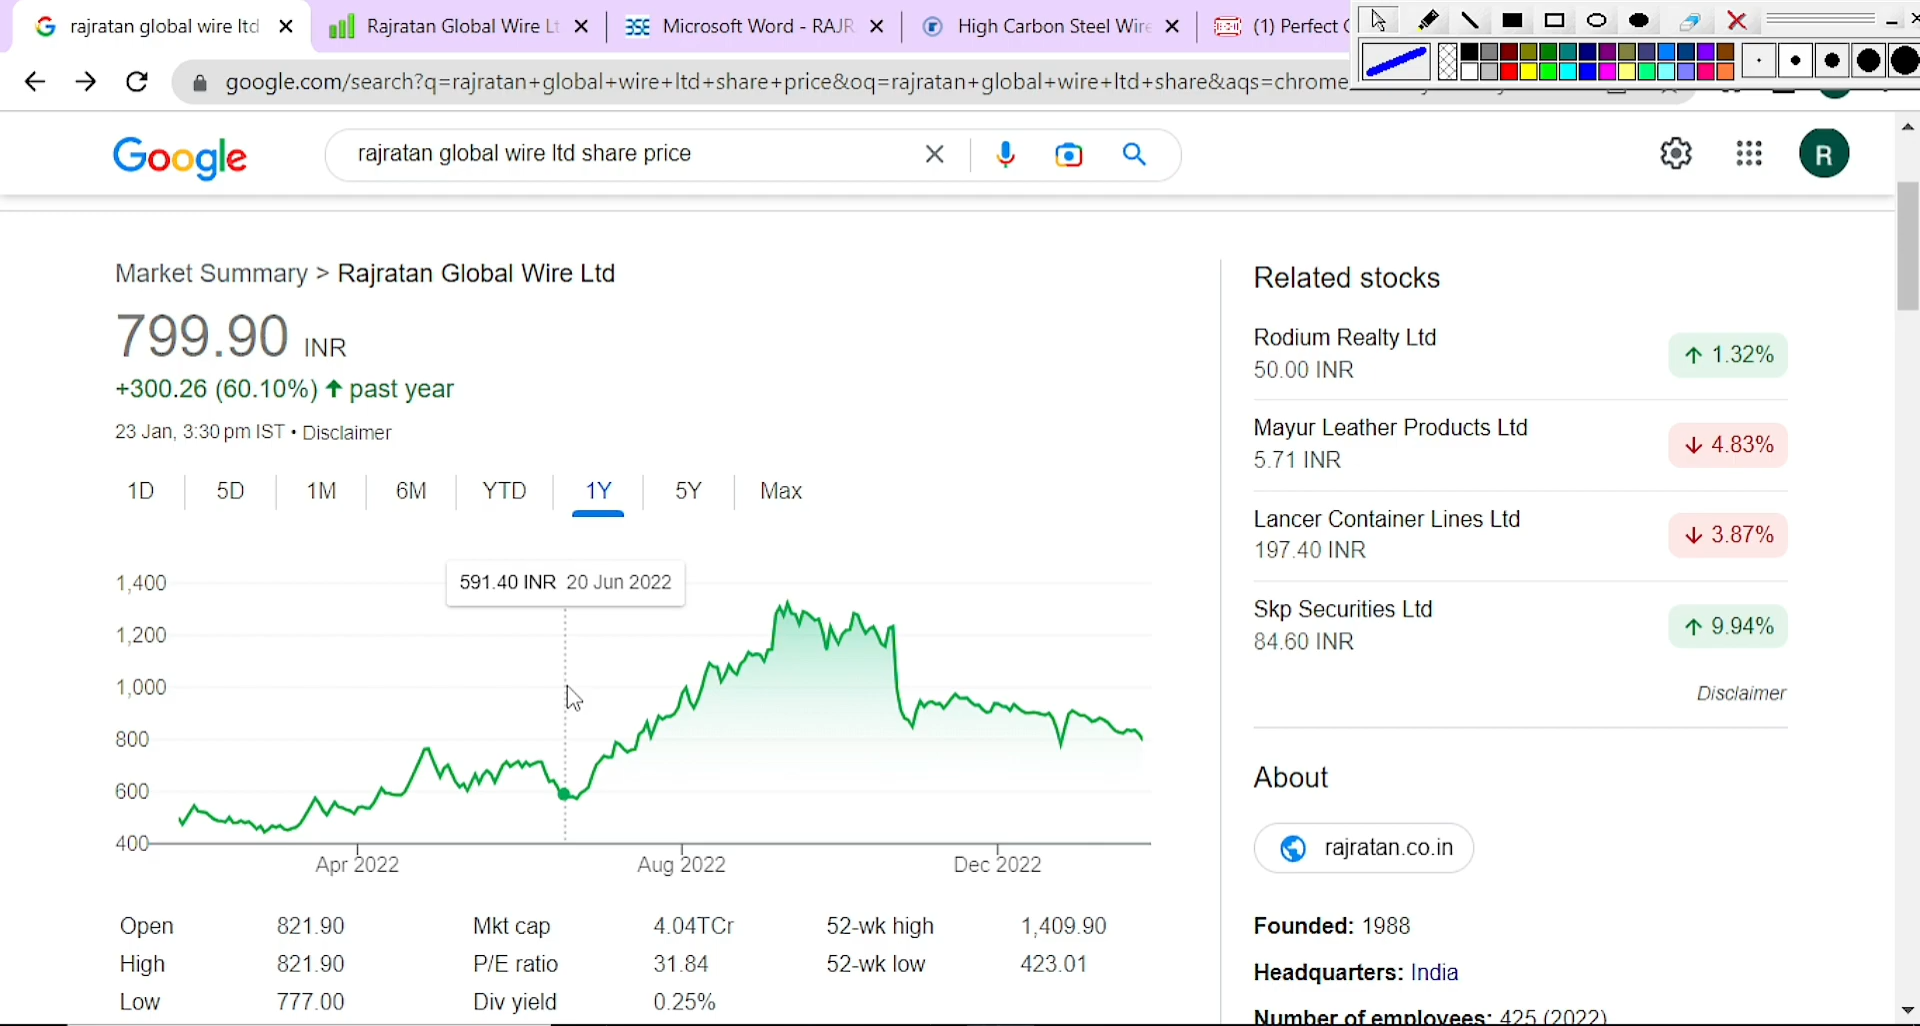 rajratan global wire ltd
Rajratan Global Wire Lt
BSE Microsoft Word - RAJR
High Carbon Steel Wire
(1) Perfect
google.com/search?q=rajratan+global+wire+ltd+share+price&oq=rajratan+global+wire+ltd+share&aqs=chrome
Google
rajratan global wire ltd share price
R
Market Summary > Rajratan Global Wire Ltd
799.90 INR
+300.26 (60.10%) ↑ past year
23 Jan, 3:30 pm IST • Disclaimer
1D 5D 1M 6M YTD 1Y 5Y Max
591.40 INR 20 Jun 2022
1,400
1,200
1,000
800
600
400
Apr 2022 Aug 2022 Dec 2022
Open 821.90 Mkt cap 4.04TCr 52-wk high 1,409.90
High 821.90 P/E ratio 31.84 52-wk low 423.01
Low 777.00 Div yield 0.25%
Related stocks
Rodium Realty Ltd
50.00 INR
↑ 1.32%
Mayur Leather Products Ltd
5.71 INR
↓ 4.83%
Lancer Container Lines Ltd
197.40 INR
↓ 3.87%
Skp Securities Ltd
84.60 INR
↑ 9.94%
Disclaimer
About
rajratan.co.in
Founded: 1988
Headquarters: India
Number of employees: 425 (2022)